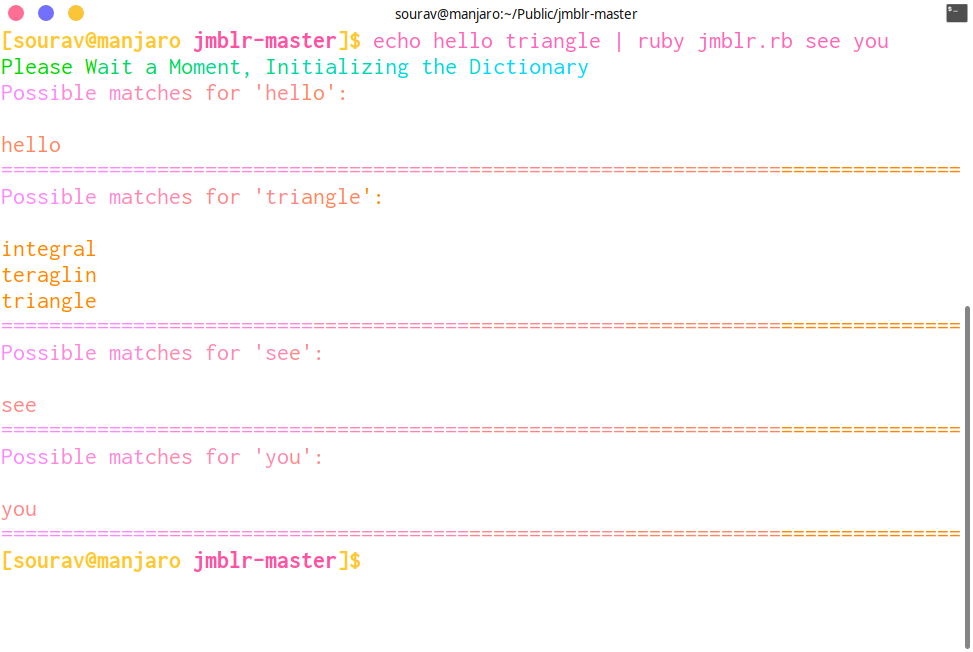 sourav@manjaro:~/Public/jmblr-master
[sourav@manjaro jmblr-master]$ echo hello triangle | ruby jmblr.rb see you
Please Wait a Moment, Initializing the Dictionary
Possible matches for 'hello':
hello
================================================================================
Possible matches for 'triangle':
integral
teraglin
triangle
================================================================================
Possible matches for 'see':
see
================================================================================
Possible matches for 'you':
you
================================================================================
[sourav@manjaro jmblr-master]$